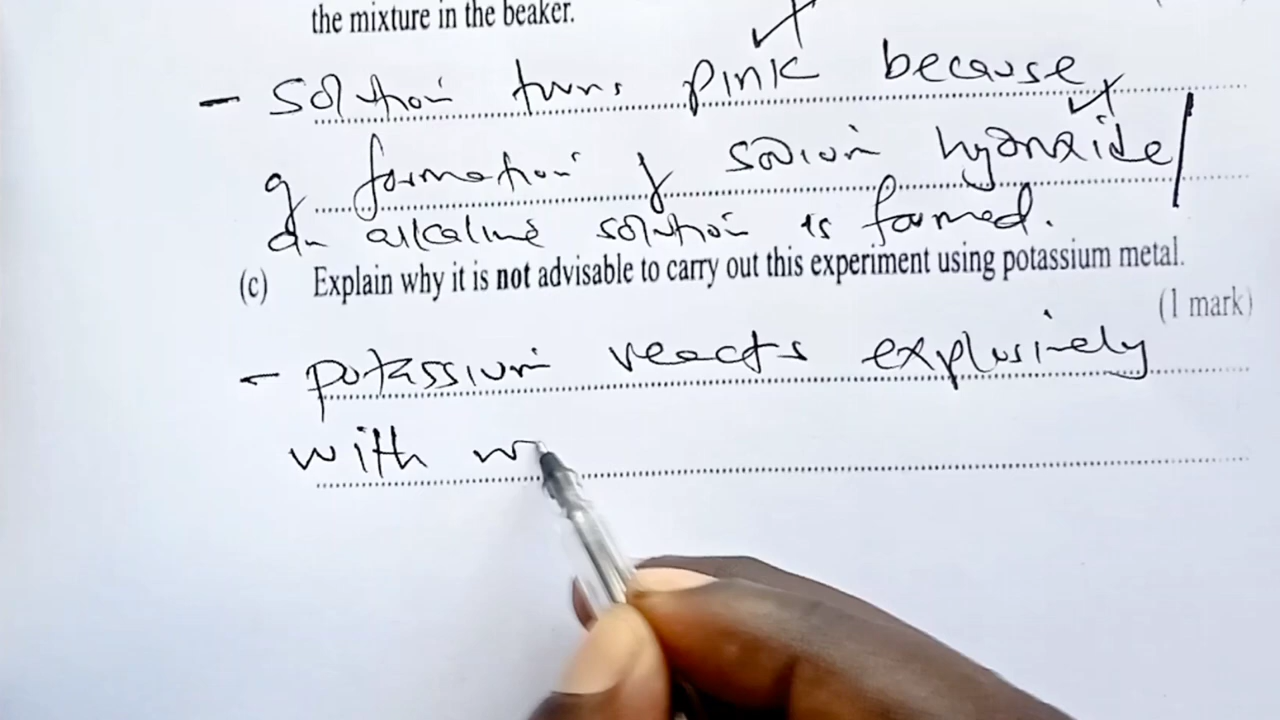 the mixture in the beaker.
- Solution turns pink because
of formation of sodium hydroxide/
an alkaline solution is formed.
(c) Explain why it is not advisable to carry out this experiment using potassium metal.
(1 mark)
- potassium reacts explosively
with w